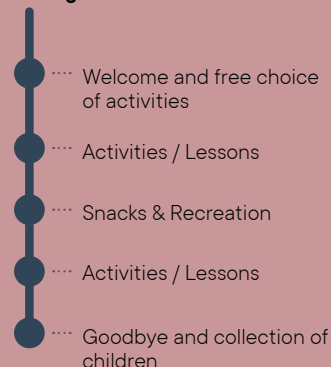 Welcome and free choice
of activities
Activities / Lessons
Snacks & Recreation
Activities / Lessons
Goodbye and collection of
children